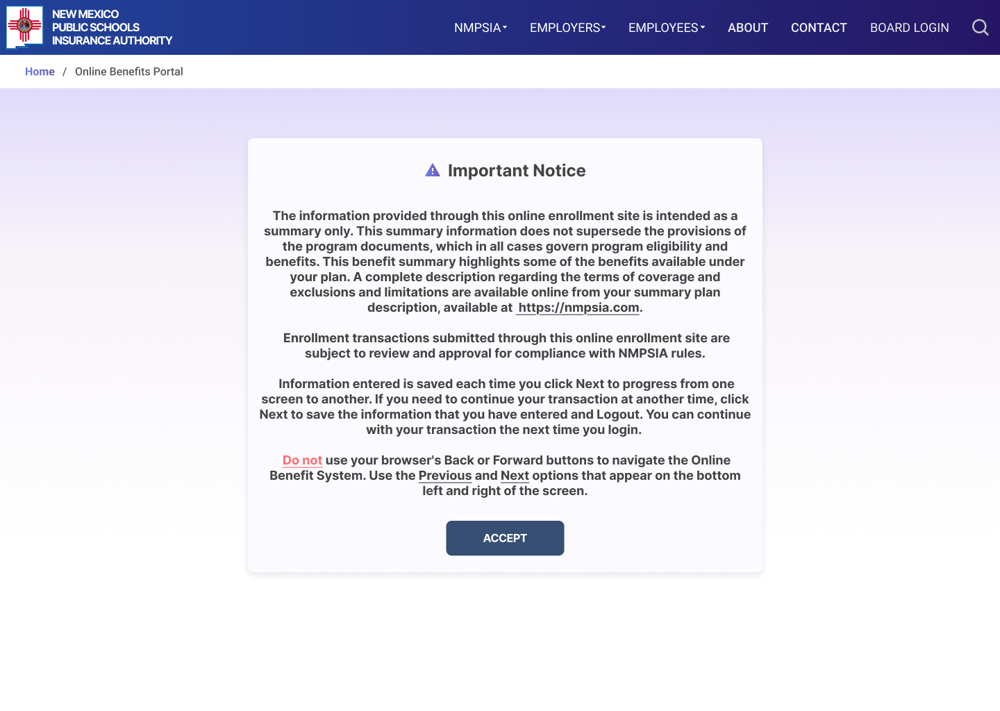 NEW MEXICO
PUBLIC SCHOOLS
INSURANCE AUTHORITY
NMPSIA EMPLOYERS EMPLOYEES ABOUT CONTACT BOARD LOGIN
Home / Online Benefits Portal
Important Notice
The information provided through this online enrollment site is intended as a
summary only. This summary information does not supersede the provisions of
the program documents, which in all cases govern program eligibility and
benefits. This benefit summary highlights some of the benefits available under
your plan. A complete description regarding the terms of coverage and
exclusions and limitations are available online from your summary plan
description, available at https://nmpsia.com.
Enrollment transactions submitted through this online enrollment site are
subject to review and approval for compliance with NMPSIA rules.
Information entered is saved each time you click Next to progress from one
screen to another. If you need to continue your transaction at another time, click
Next to save the information that you have entered and Logout. You can continue
with your transaction the next time you login.
Do not use your browser's Back or Forward buttons to navigate the Online
Benefit System. Use the Previous and Next options that appear on the bottom
left and right of the screen.
ACCEPT